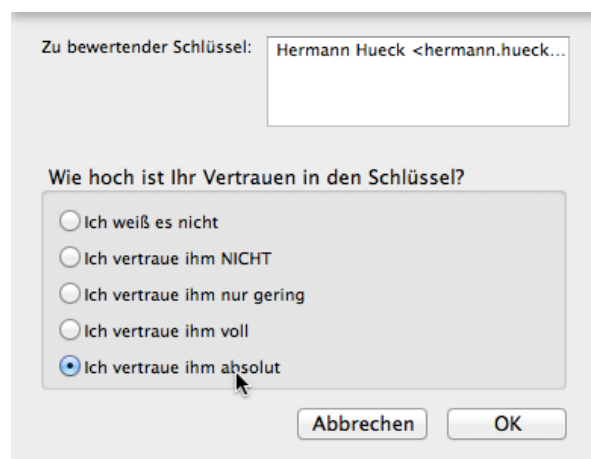 Zu bewertender Schlüssel:
Hermann Hueck <hermann.hueck...
Wie hoch ist Ihr Vertrauen in den Schlüssel?
Ich weiß es nicht
Ich vertraue ihm NICHT
Ich vertraue ihm nur gering
Ich vertraue ihm voll
Ich vertraue ihm absolut
Abbrechen
OK